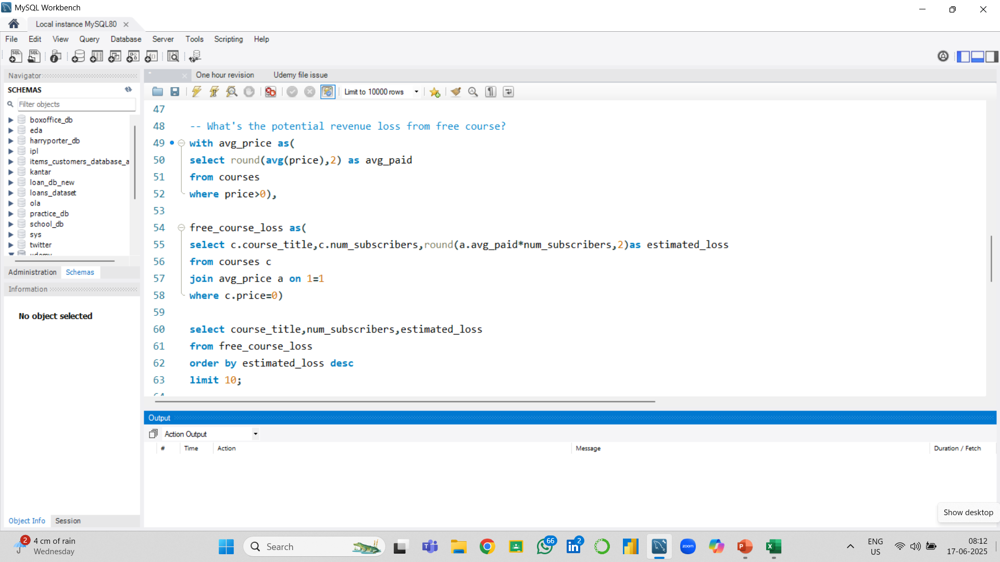 MySQL Workbench
Local instance MySQL80
File Edit View Query Database Server Tools Scripting Help
Navigator
SCHEMAS
Filter objects
boxoffice_db
eda
harryporter_db
ipl
items_customers_database_a
kantar
loan_db_new
loans_dataset
ola
practice_db
school_db
sys
twitter
udemy
Administration Schemas
Information
No object selected
Object Info Session
One hour revision Udemy file issue
Limit to 10000 rows
47
48 -- What's the potential revenue loss from free course?
49 with avg_price as(
50 select round(avg(price),2) as avg_paid
51 from courses
52 where price>0),
53
54 free_course_loss as(
55 select c.course_title,c.num_subscribers,round(a.avg_paid*num_subscribers,2)as estimated_loss
56 from courses c
57 join avg_price a on 1=1
58 where c.price=0)
59
60 select course_title,num_subscribers,estimated_loss
61 from free_course_loss
62 order by estimated_loss desc
63 limit 10;
64
Output
Action Output
# Time Action Message Duration / Fetch
Show desktop
2
4 cm of rain
Wednesday
Search
66
2
zoom
ENG
US
08:12
17-06-2025